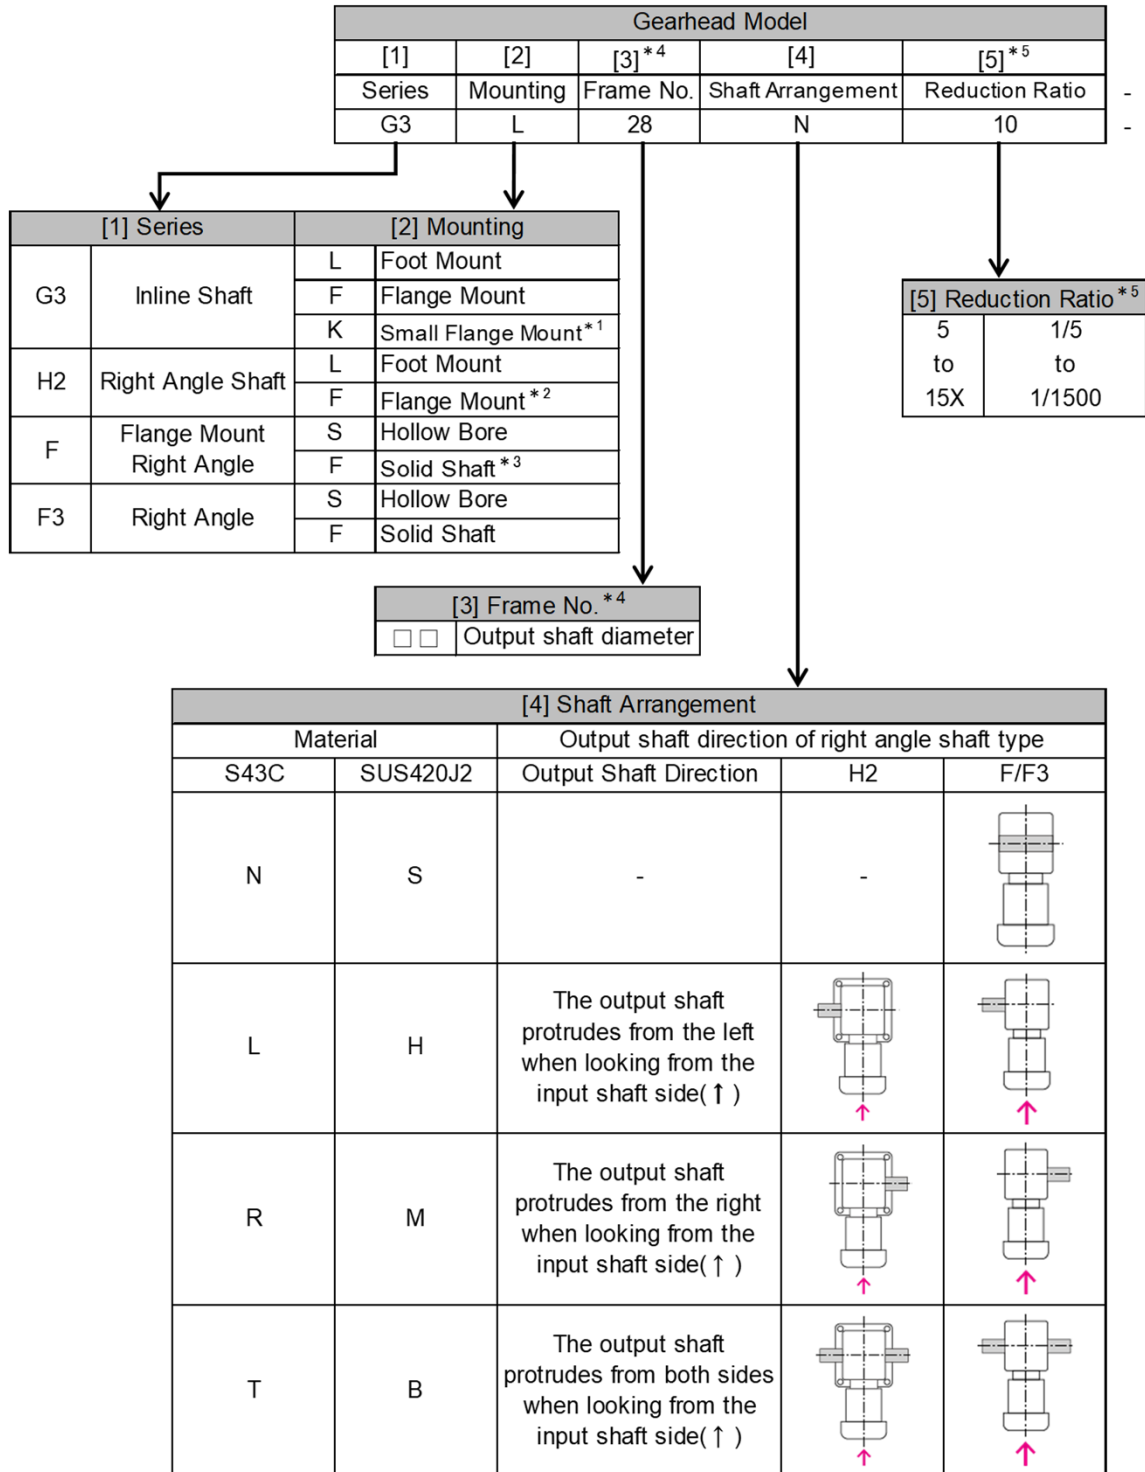 Gearhead Model
[1] [2] [3]*4 [4] [5]*5
Series Mounting Frame No. Shaft Arrangement Reduction Ratio -
G3 L 28 N 10 -
[1] Series [2] Mounting
G3 Inline Shaft
L Foot Mount
F Flange Mount
K Small Flange Mount*1
H2 Right Angle Shaft
L Foot Mount
F Flange Mount*2
F Flange Mount
Right Angle
S Hollow Bore
F Solid Shaft*3
F3 Right Angle
S Hollow Bore
F Solid Shaft
[5] Reduction Ratio*5
5 1/5
to to
15X 1/1500
[3] Frame No.*4
□□ Output shaft diameter
[4] Shaft Arrangement
Material Output shaft direction of right angle shaft type
S43C SUS420J2 Output Shaft Direction H2 F/F3
N S - -
L H
The output shaft
protrudes from the left
when looking from the
input shaft side(↑)
R M
The output shaft
protrudes from the right
when looking from the
input shaft side(↑)
T B
The output shaft
protrudes from both sides
when looking from the
input shaft side(↑)